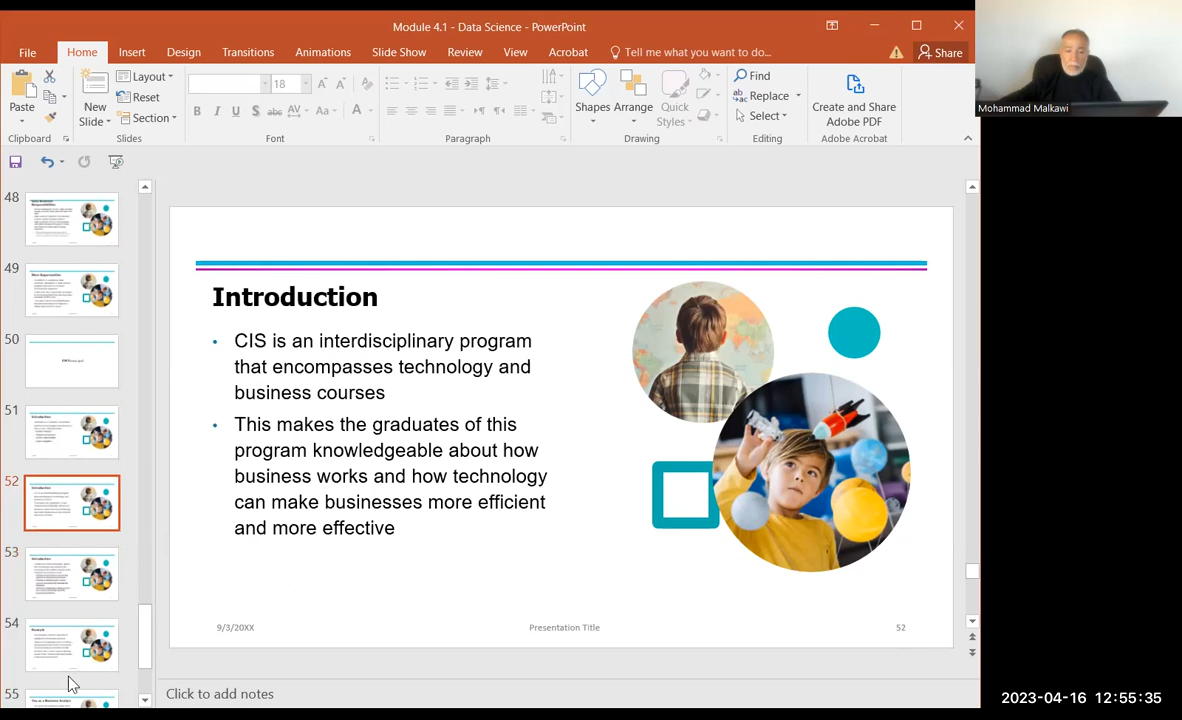 Module 4.1 - Data Science - PowerPoint
File Home Insert Design Transitions Animations Slide Show Review View Acrobat Tell me what you want to do... Share
Mohammad Malkawi
Paste
New
Slide
Layout
Reset
Section
18
Shapes
Arrange
Quick
Styles
Find
Replace
Select
Create and Share
Adobe PDF
Clipboard Slides Font Paragraph Drawing Editing Adobe Acrobat
48
49
50
51
52
53
54
55
Introduction
• CIS is an interdisciplinary program
that encompasses technology and
business courses
• This makes the graduates of this
program knowledgeable about how
business works and how technology
can make businesses more efficient
and more effective
9/3/20XX Presentation Title 52
Click to add notes
2023-04-16 12:55:35